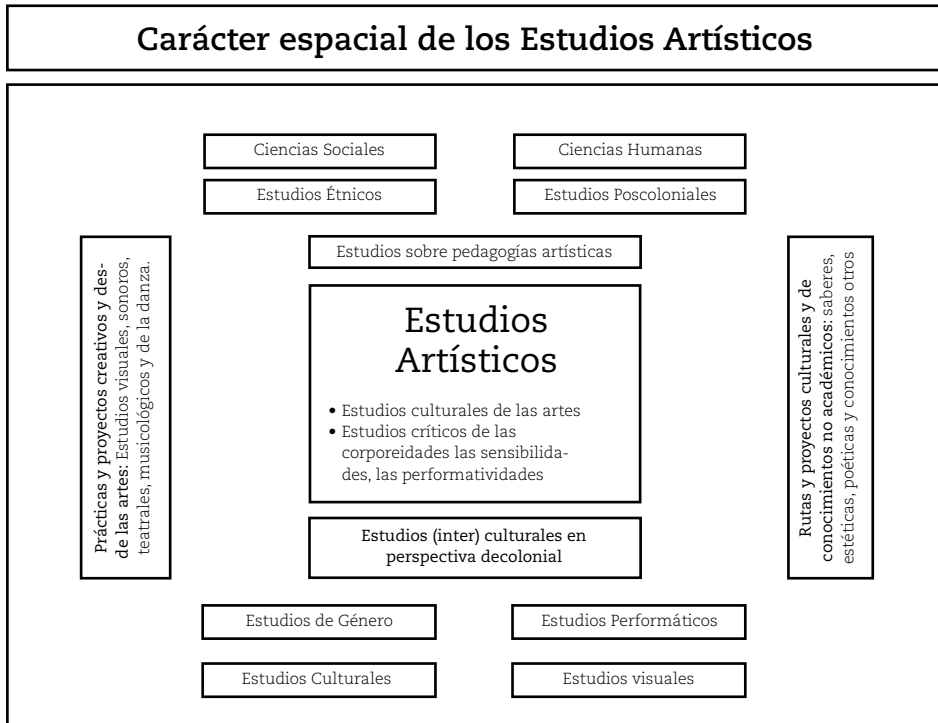 Carácter espacial de los Estudios Artísticos
Ciencias Sociales
Ciencias Humanas
Estudios Étnicos
Estudios Poscoloniales
Prácticas y proyectos creativos y des-
de las artes: Estudios visuales, sonoros,
teatrales, musicológicos y de la danza.
Estudios sobre pedagogías artísticas
Estudios
Artísticos
• Estudios culturales de las artes
• Estudios críticos de las
corporeidades las sensibilida-
des, las performatividades
Estudios (inter) culturales en
perspectiva decolonial
Rutas y proyectos culturales y de
conocimientos no académicos: saberes,
estéticas, poéticas y conocimientos otros
Estudios de Género
Estudios Performáticos
Estudios Culturales
Estudios visuales